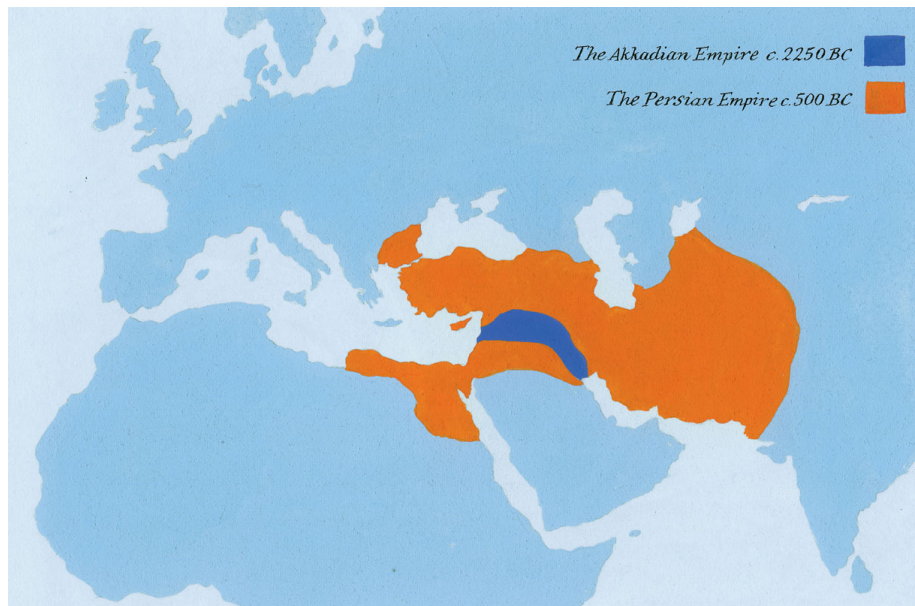 The Akkadian Empire c.2250 BC
The Persian Empire c.500 BC